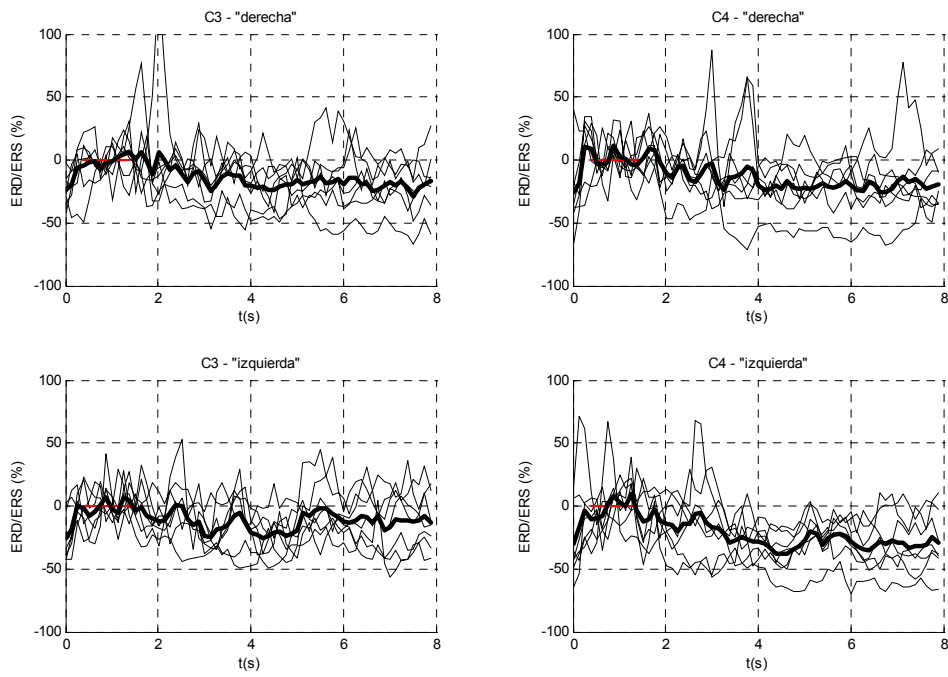 C3 - "derecha"
100
50
0
-50
-100
ERD/ERS (%)
0 2 4 6 8
t(s)
C4 - "derecha"
100
50
0
-50
-100
ERD/ERS (%)
0 2 4 6 8
t(s)
C3 - "izquierda"
100
50
0
-50
-100
ERD/ERS (%)
0 2 4 6 8
t(s)
C4 - "izquierda"
100
50
0
-50
-100
ERD/ERS (%)
0 2 4 6 8
t(s)